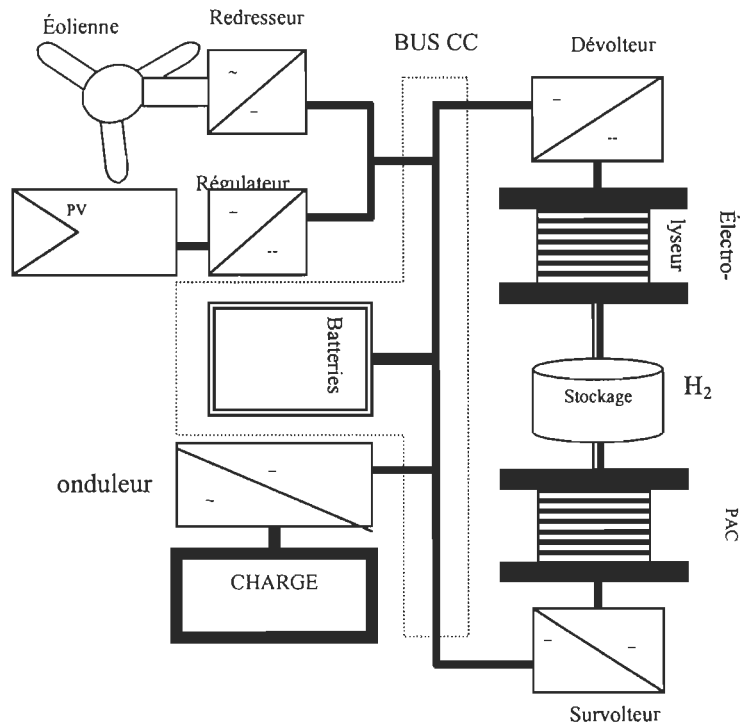 Éolienne
Redresseur
BUS CC
Dévolteur
~
–
–
--
Régulateur
PV
~
--
Électro-
lyseur
Batteries
Stockage
H₂
onduleur
–
~
PAC
CHARGE
–
–
Survolteur